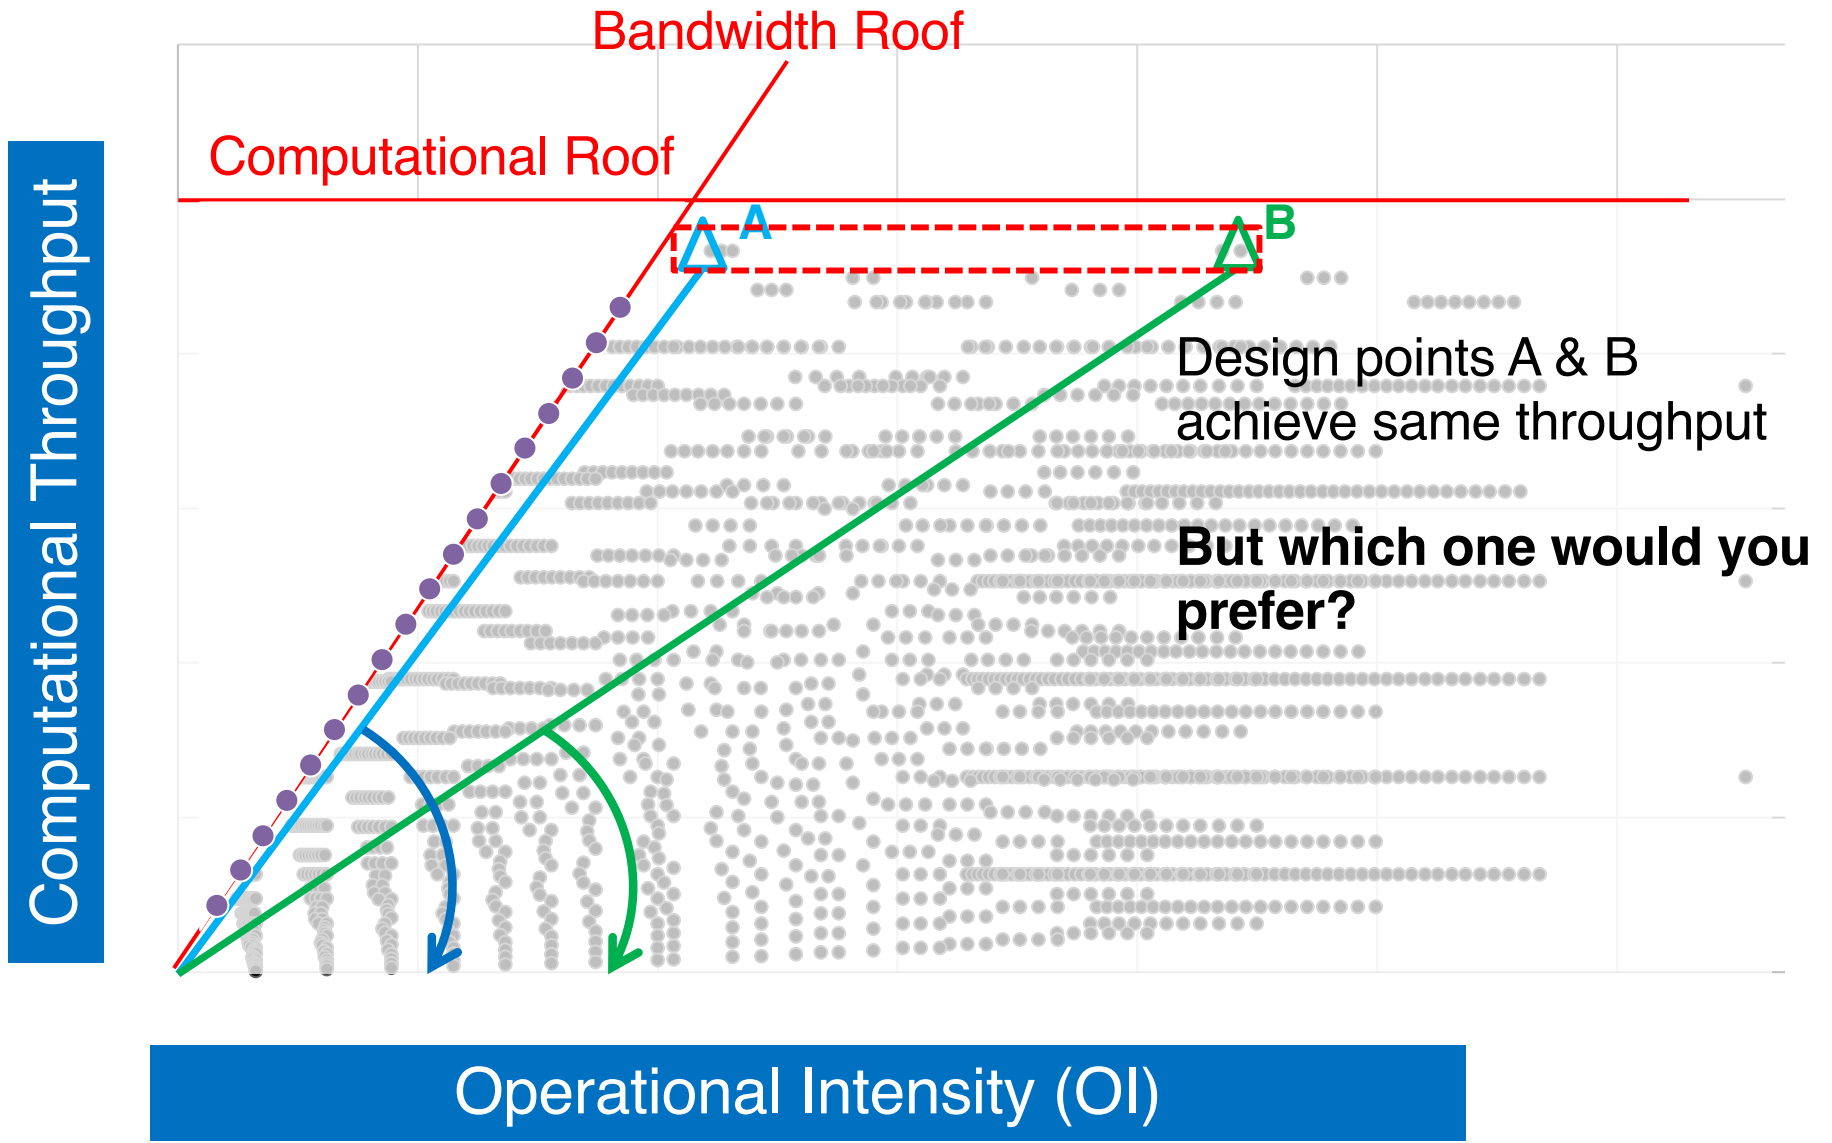 Bandwidth Roof
Computational Roof
A
B
Computational Throughput
Design points A & B
achieve same throughput
But which one would you
prefer?
Operational Intensity (OI)